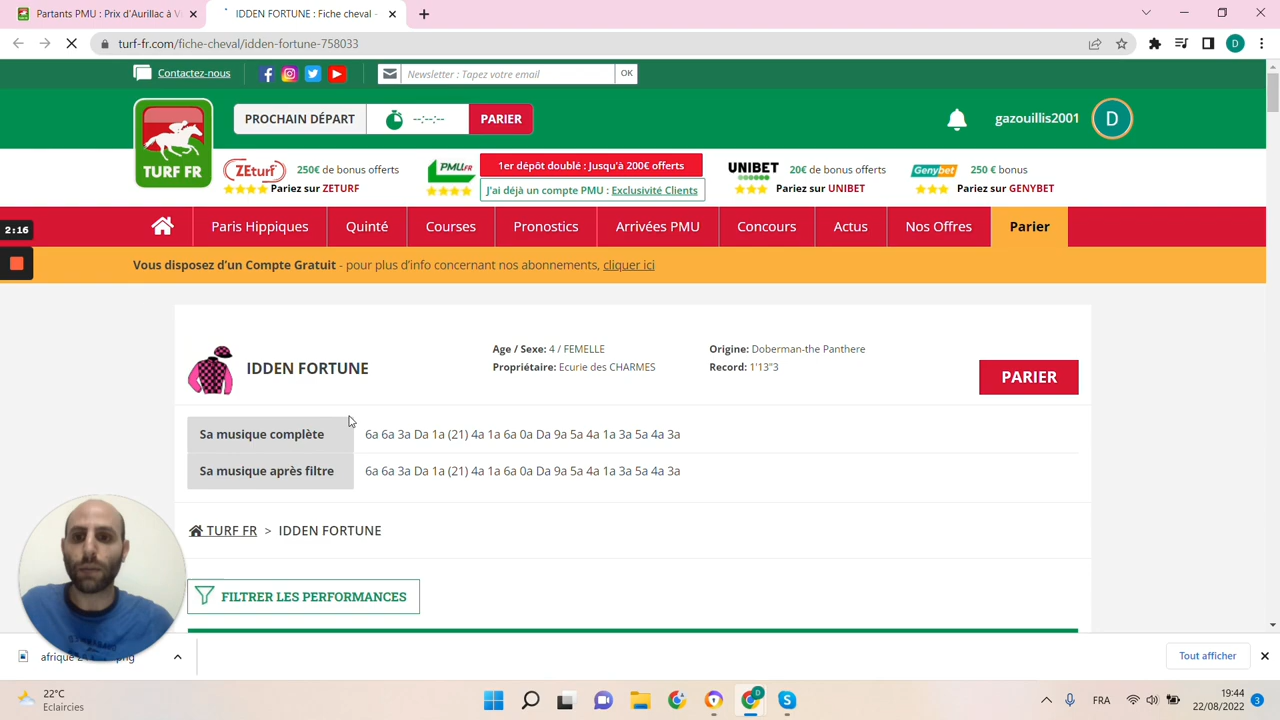 Partants PMU : Prix d'Aurillac à V
IDDEN FORTUNE : Fiche cheval -
turf-fr.com/fiche-cheval/idden-fortune-758033
D
Contactez-nous
Newsletter : Tapez votre email
OK
TURF FR
PROCHAIN DÉPART
--:--:--
PARIER
gazouillis2001
D
ZEturf
250€ de bonus offerts
Pariez sur ZETURF
PMU.FR
1er dépôt doublé : Jusqu'à 200€ offerts
J'ai déjà un compte PMU : Exclusivité Clients
UNIBET
20€ de bonus offerts
Pariez sur UNIBET
Genybet
250 € bonus
Pariez sur GENYBET
Paris Hippiques
Quinté
Courses
Pronostics
Arrivées PMU
Concours
Actus
Nos Offres
Parier
2:16
Vous disposez d'un Compte Gratuit - pour plus d'info concernant nos abonnements, cliquer ici
IDDEN FORTUNE
Age / Sexe: 4 / FEMELLE
Origine: Doberman-the Panthere
Propriétaire: Ecurie des CHARMES
Record: 1'13"3
PARIER
Sa musique complète
6a 6a 3a Da 1a (21) 4a 1a 6a 0a Da 9a 5a 4a 1a 3a 5a 4a 3a
Sa musique après filtre
6a 6a 3a Da 1a (21) 4a 1a 6a 0a Da 9a 5a 4a 1a 3a 5a 4a 3a
TURF FR > IDDEN FORTUNE
FILTRER LES PERFORMANCES
afrique
.png
Tout afficher
22°C
Eclaircies
D
FRA
19:44
22/08/2022
3